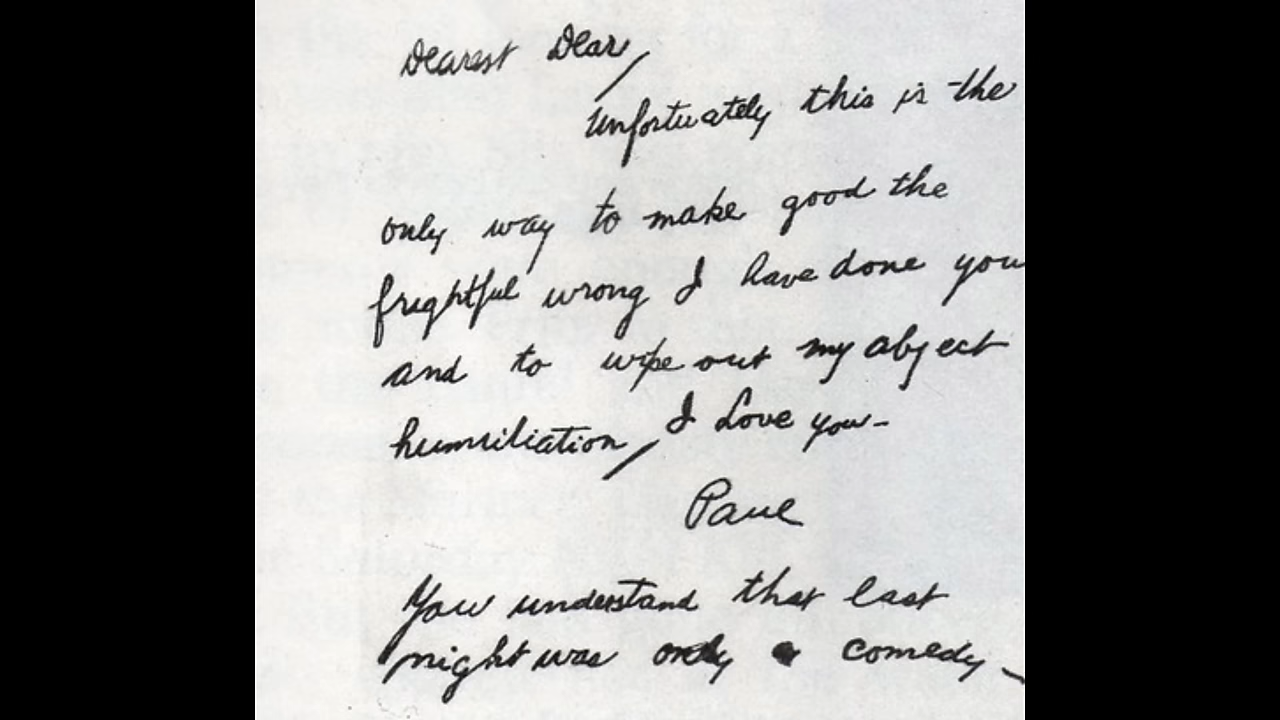 Dearest Dear,
Unfortuately this is the
only way to make good the
frightful wrong I have done you
and to wipe out my abject
humiliation, I Love you-
Paul
You understand that last
night was only a comedy-